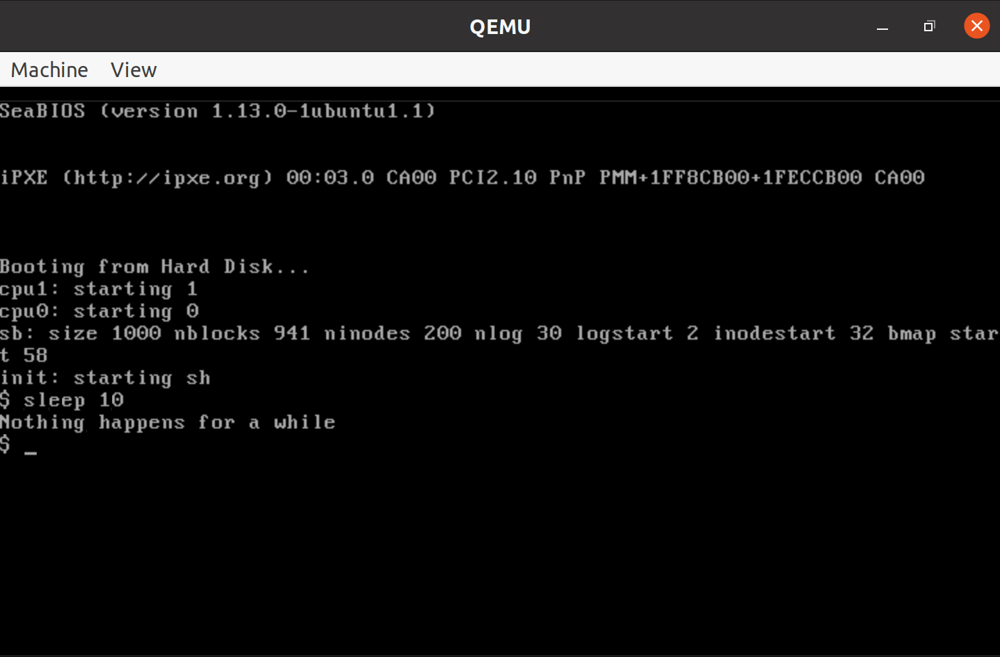 QEMU
Machine View
SeaBIOS (version 1.13.0-1ubuntu1.1)
iPXE (http://ipxe.org) 00:03.0 CA00 PCI2.10 PnP PMM+1FF8CB00+1FECCB00 CA00
Booting from Hard Disk...
cpu1: starting 1
cpu0: starting 0
sb: size 1000 nblocks 941 ninodes 200 nlog 30 logstart 2 inodestart 32 bmap star
t 58
init: starting sh
$ sleep 10
Nothing happens for a while
$ _